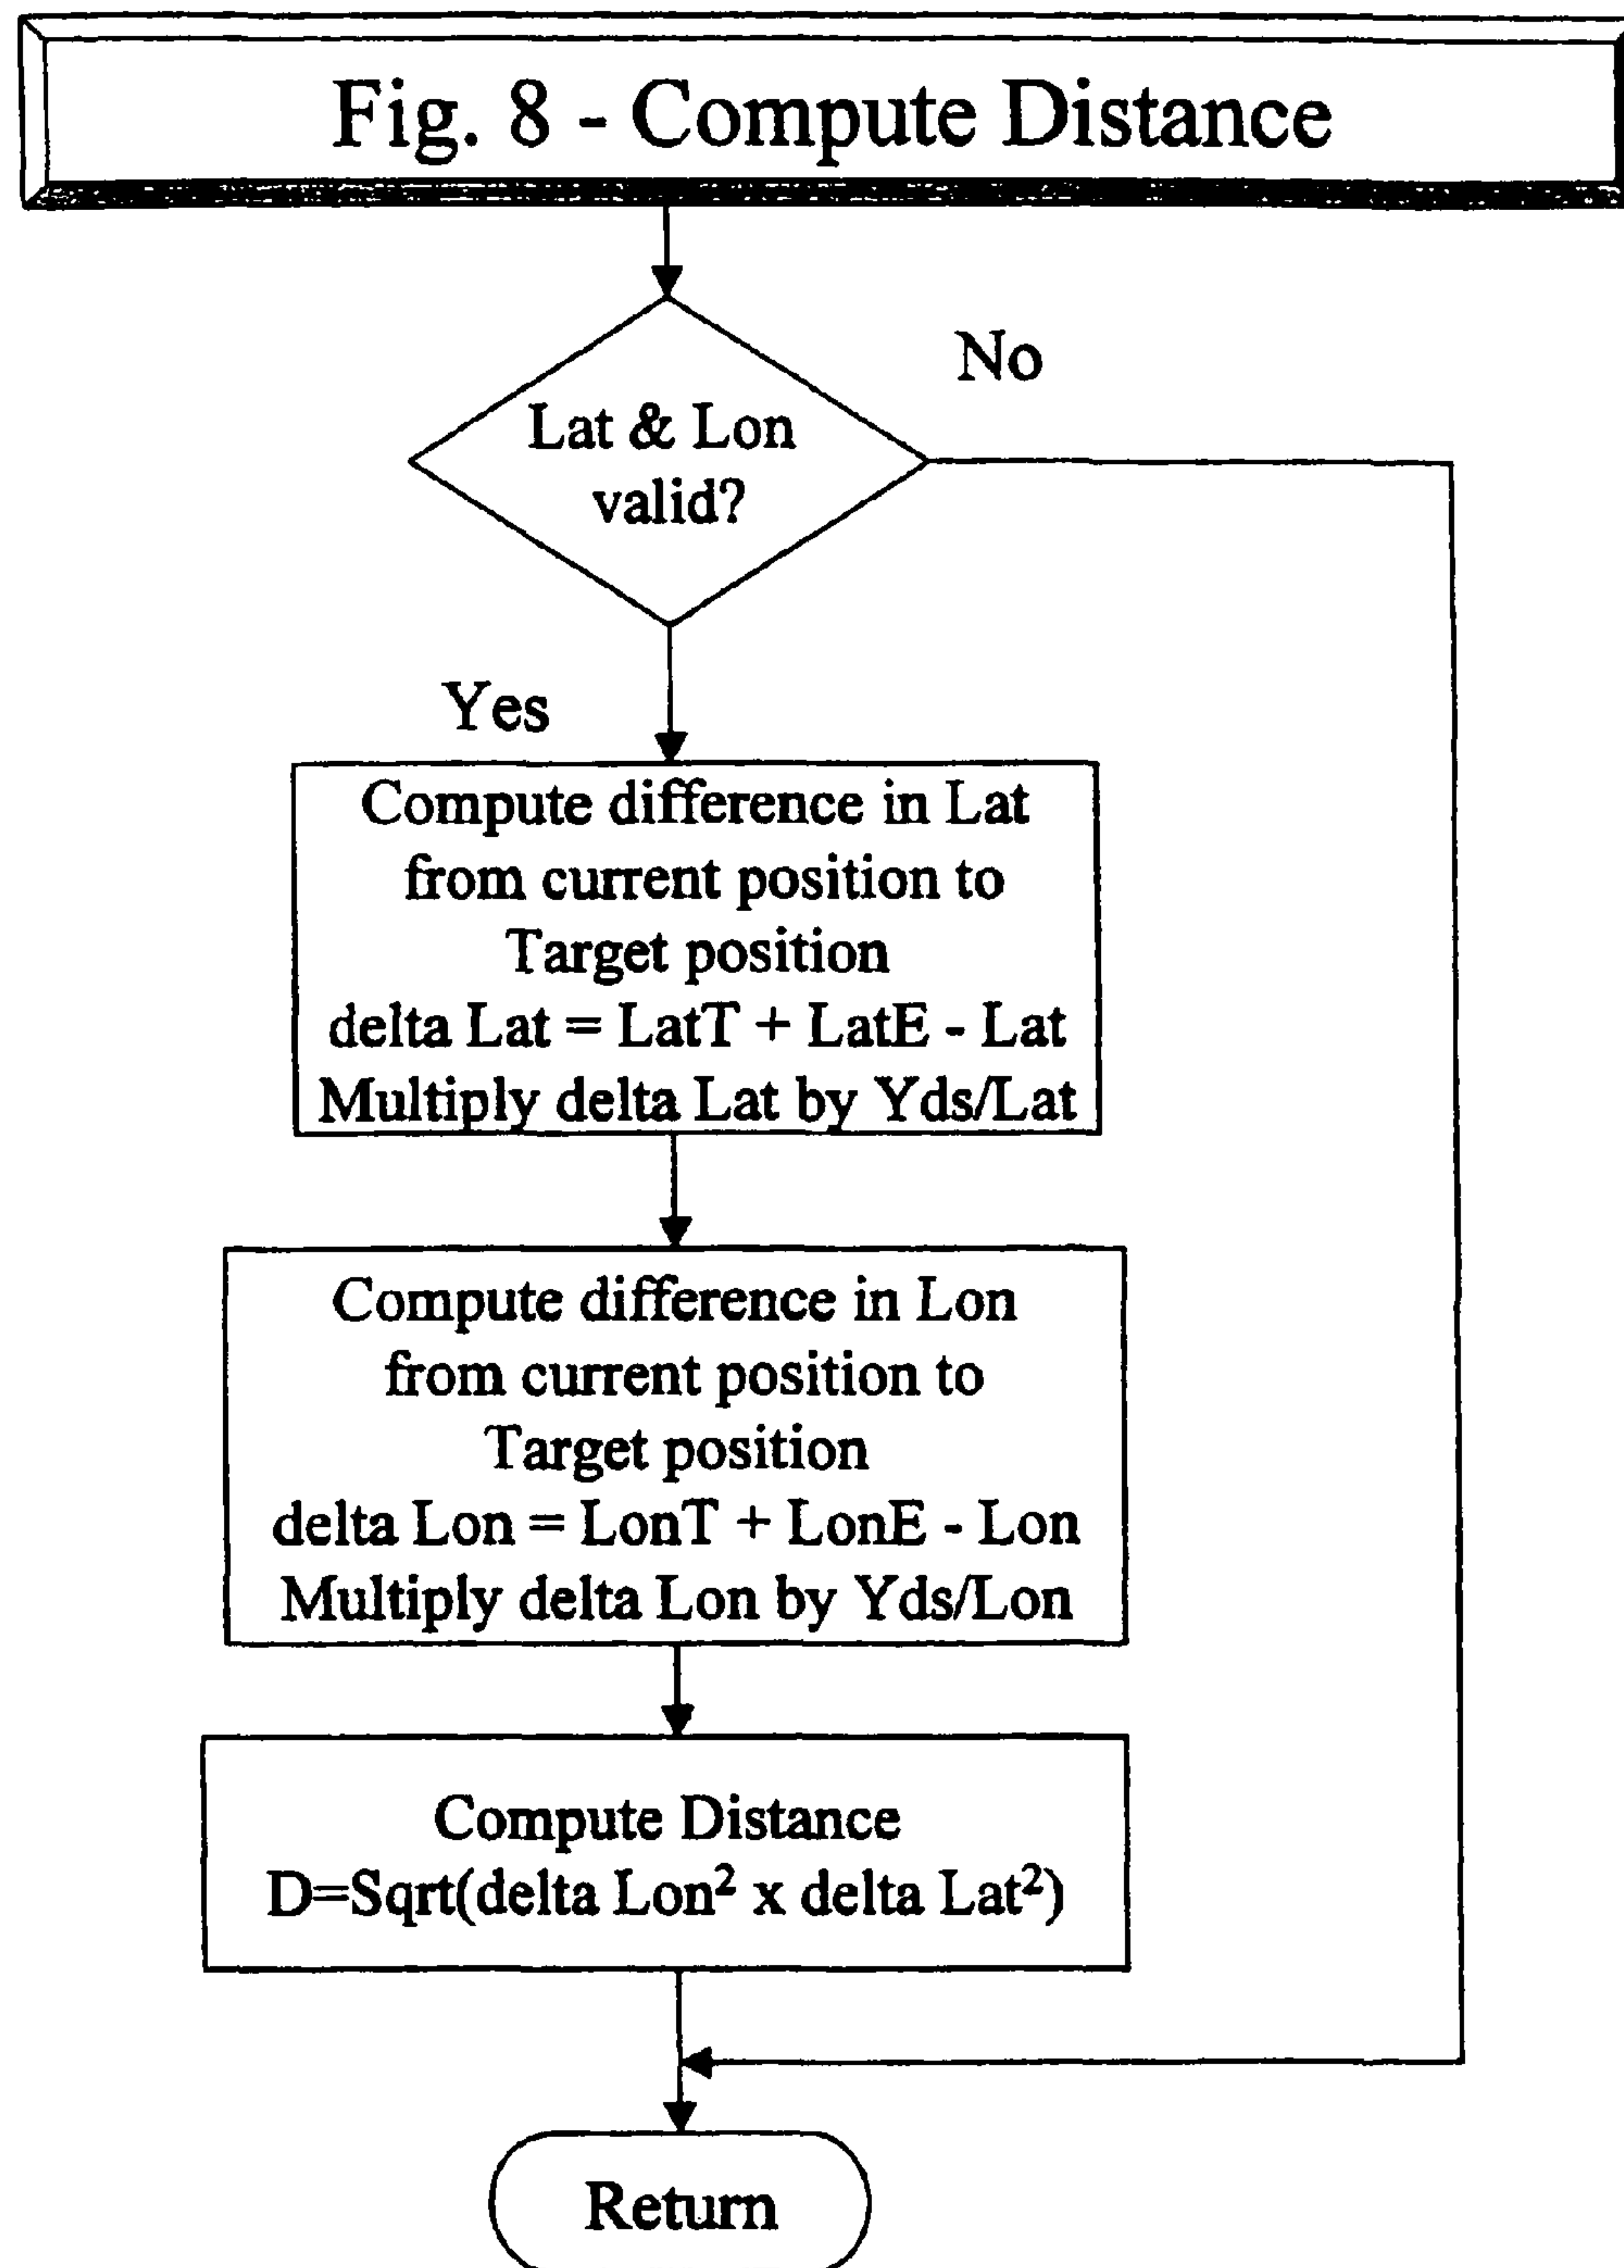 Fig. 8 - Compute Distance
Lat & Lon
valid?
No
Yes
Compute difference in Lat
from current position to
Target position
delta Lat = LatT + LatE - Lat
Multiply delta Lat by Yds/Lat
Compute difference in Lon
from current position to
Target position
delta Lon = LonT + LonE - Lon
Multiply delta Lon by Yds/Lon
Compute Distance
D=Sqrt(delta Lon² x delta Lat²)
Return